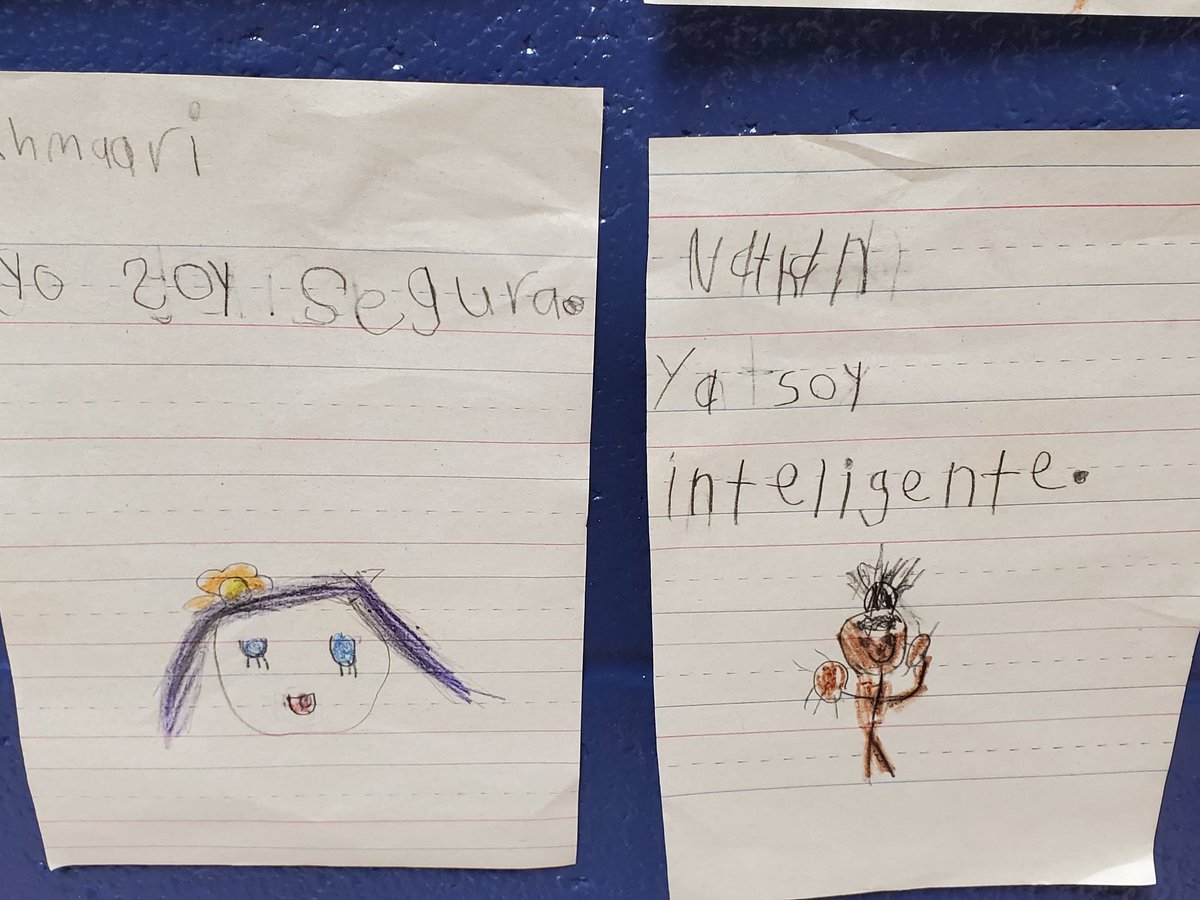 hmaari
yo soy segura.
Ya soy
inteligente.